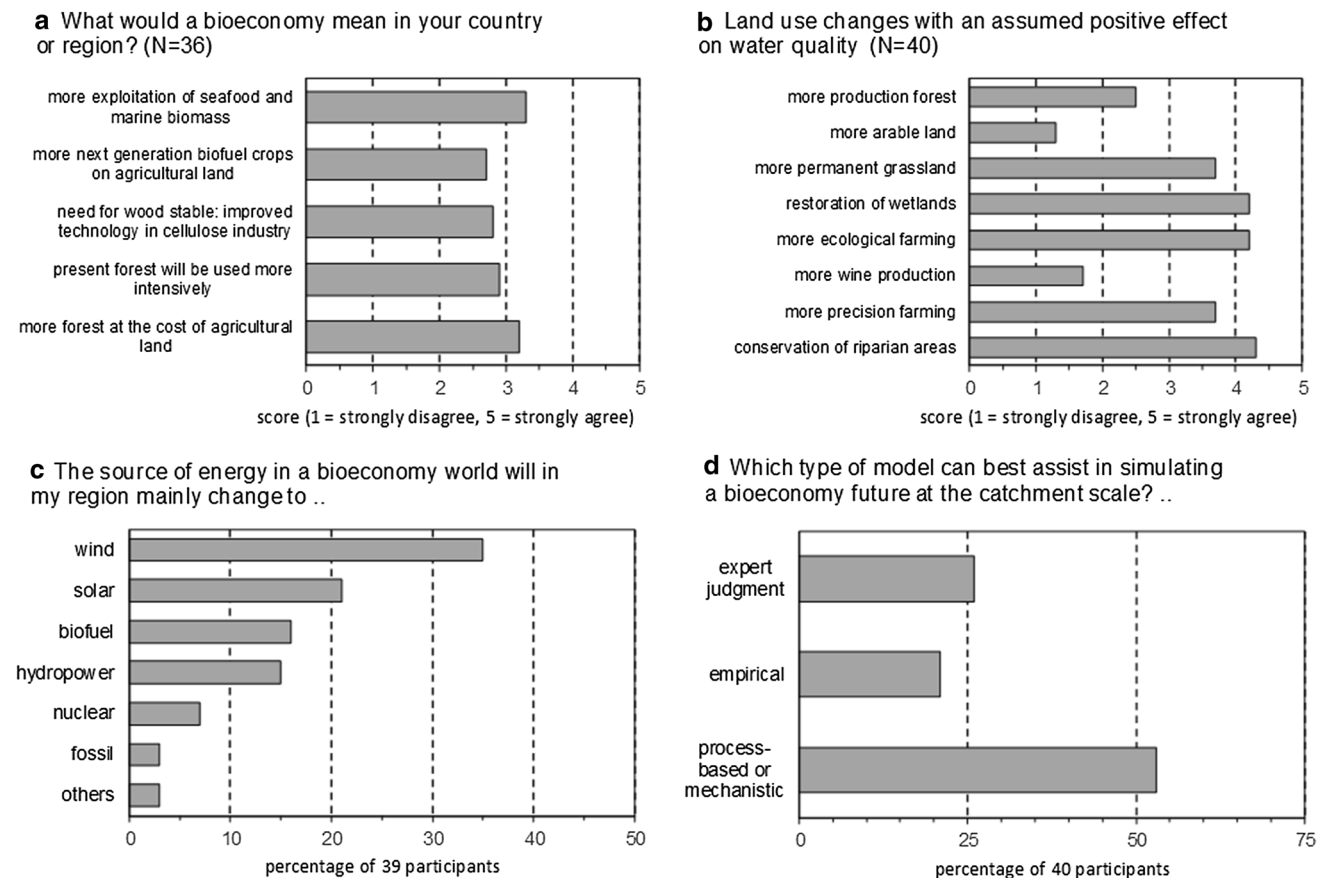 a What would a bioeconomy mean in your country
or region? (N=36)
more exploitation of seafood and
marine biomass
more next generation biofuel crops
on agricultural land
need for wood stable: improved
technology in cellulose industry
present forest will be used more
intensively
more forest at the cost of agricultural
land
0 1 2 3 4 5
score (1 = strongly disagree, 5 = strongly agree)
b Land use changes with an assumed positive effect
on water quality (N=40)
more production forest
more arable land
more permanent grassland
restoration of wetlands
more ecological farming
more wine production
more precision farming
conservation of riparian areas
0 1 2 3 4 5
score (1 = strongly disagree, 5 = strongly agree)
c The source of energy in a bioeconomy world will in
my region mainly change to ..
wind
solar
biofuel
hydropower
nuclear
fossil
others
0 10 20 30 40 50
percentage of 39 participants
d Which type of model can best assist in simulating
a bioeconomy future at the catchment scale? ..
expert
judgment
empirical
process-
based or
mechanistic
0 25 50 75
percentage of 40 participants